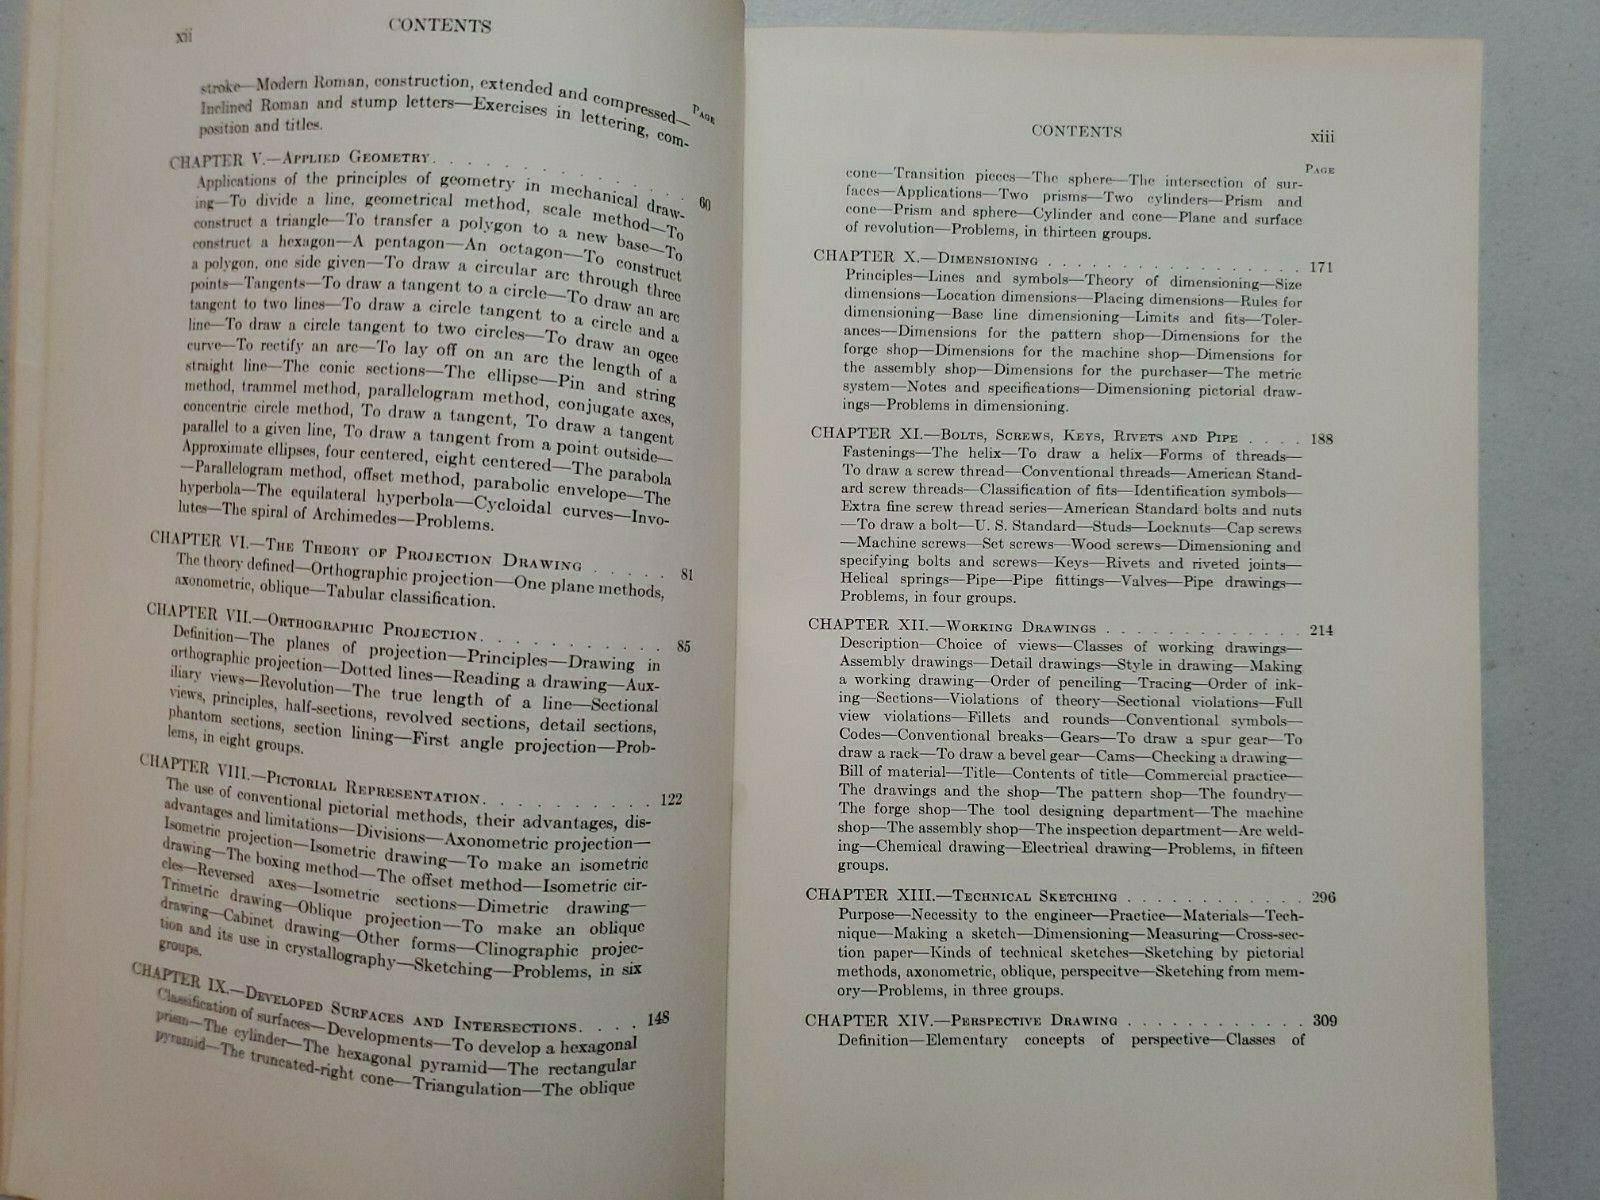 xii
CONTENTS
PAGE
stroke—Modern Roman, construction, extended and compressed—
Inclined Roman and stump letters—Exercises in lettering, com-
position and titles.
CHAPTER V.—APPLIED GEOMETRY. . . . . . . . . . . . . 60
Applications of the principles of geometry in mechanical draw-
ing—To divide a line, geometrical method, scale method—To
construct a triangle—To transfer a polygon to a new base—To
construct a hexagon—A pentagon—An octagon—To construct
a polygon, one side given—To draw a circular arc through three
points—Tangents—To draw a tangent to a circle—To draw an arc
tangent to two lines—To draw a circle tangent to a circle and a
line—To draw a circle tangent to two circles—To draw an ogee
curve—To rectify an arc—To lay off on an arc the length of a
straight line—The conic sections—The ellipse—Pin and string
method, trammel method, parallelogram method, conjugate axes,
concentric circle method, To draw a tangent, To draw a tangent
parallel to a given line, To draw a tangent from a point outside—
Approximate ellipses, four centered, eight centered—The parabola
—Parallelogram method, offset method, parabolic envelope—The
hyperbola—The equilateral hyperbola—Cycloidal curves—Invo-
lutes—The spiral of Archimedes—Problems.
CHAPTER VI.—THE THEORY OF PROJECTION DRAWING . . . . . 81
The theory defined—Orthographic projection—One plane methods,
axonometric, oblique—Tabular classification.
CHAPTER VII.—ORTHOGRAPHIC PROJECTION. . . . . . . . . . . 85
Definition—The planes of projection—Principles—Drawing in
orthographic projection—Dotted lines—Reading a drawing—Aux-
iliary views—Revolution—The true length of a line—Sectional
views, principles, half-sections, revolved sections, detail sections,
phantom sections, section lining—First angle projection—Prob-
lems, in eight groups.
CHAPTER VIII.—PICTORIAL REPRESENTATION. . . . . . . . . . 122
The use of conventional pictorial methods, their advantages, dis-
advantages and limitations—Divisions—Axonometric projection—
Isometric projection—Isometric drawing—To make an isometric
drawing—The boxing method—The offset method—Isometric cir-
cles—Reversed axes—Isometric sections—Dimetric drawing—
Trimetric drawing—Oblique projection—To make an oblique
drawing—Cabinet drawing—Other forms—Clinographic projec-
tion and its use in crystallography—Sketching—Problems, in six
groups.
CHAPTER IX.—DEVELOPED SURFACES AND INTERSECTIONS. . . . 148
Classification of surfaces—Developments—To develop a hexagonal
prism—The cylinder—The hexagonal pyramid—The rectangular
pyramid—The truncated-right cone—Triangulation—The oblique
CONTENTS
xiii
PAGE
cone—Transition pieces—The sphere—The intersection of sur-
faces—Applications—Two prisms—Two cylinders—Prism and
cone—Prism and sphere—Cylinder and cone—Plane and surface
of revolution—Problems, in thirteen groups.
CHAPTER X.—DIMENSIONING . . . . . . . . . . . . . . . . . 171
Principles—Lines and symbols—Theory of dimensioning—Size
dimensions—Location dimensions—Placing dimensions—Rules for
dimensioning—Base line dimensioning—Limits and fits—Toler-
ances—Dimensions for the pattern shop—Dimensions for the
forge shop—Dimensions for the machine shop—Dimensions for
the assembly shop—Dimensions for the purchaser—The metric
system—Notes and specifications—Dimensioning pictorial draw-
ings—Problems in dimensioning.
CHAPTER XI.—BOLTS, SCREWS, KEYS, RIVETS AND PIPE . . . . 188
Fastenings—The helix—To draw a helix—Forms of threads—
To draw a screw thread—Conventional threads—American Stand-
ard screw threads—Classification of fits—Identification symbols—
Extra fine screw thread series—American Standard bolts and nuts
—To draw a bolt—U. S. Standard—Studs—Locknuts—Cap screws
—Machine screws—Set screws—Wood screws—Dimensioning and
specifying bolts and screws—Keys—Rivets and riveted joints—
Helical springs—Pipe—Pipe fittings—Valves—Pipe drawings—
Problems, in four groups.
CHAPTER XII.—WORKING DRAWINGS . . . . . . . . . . . . . 214
Description—Choice of views—Classes of working drawings—
Assembly drawings—Detail drawings—Style in drawing—Making
a working drawing—Order of penciling—Tracing—Order of ink-
ing—Sections—Violations of theory—Sectional violations—Full
view violations—Fillets and rounds—Conventional symbols—
Codes—Conventional breaks—Gears—To draw a spur gear—To
draw a rack—To draw a bevel gear—Cams—Checking a drawing—
Bill of material—Title—Contents of title—Commercial practice—
The drawings and the shop—The pattern shop—The foundry—
The forge shop—The tool designing department—The machine
shop—The assembly shop—The inspection department—Arc weld-
ing—Chemical drawing—Electrical drawing—Problems, in fifteen
groups.
CHAPTER XIII.—TECHNICAL SKETCHING . . . . . . . . . . . . 296
Purpose—Necessity to the engineer—Practice—Materials—Tech-
nique—Making a sketch—Dimensioning—Measuring—Cross-sec-
tion paper—Kinds of technical sketches—Sketching by pictorial
methods, axonometric, oblique, perspecitve—Sketching from mem-
ory—Problems, in three groups.
CHAPTER XIV.—PERSPECTIVE DRAWING . . . . . . . . . . . . 309
Definition—Elementary concepts of perspective—Classes of